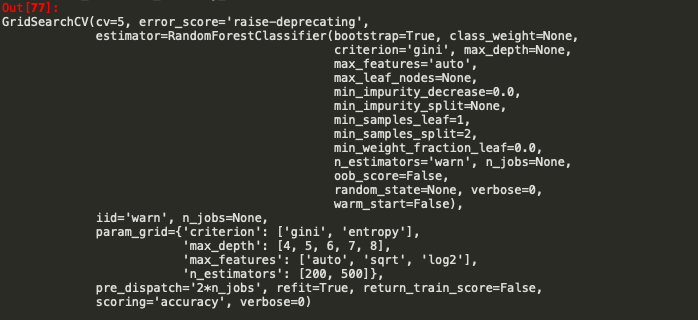 Out[77]:
GridSearchCV(cv=5, error_score='raise-deprecating',
             estimator=RandomForestClassifier(bootstrap=True, class_weight=None,
                                              criterion='gini', max_depth=None,
                                              max_features='auto',
                                              max_leaf_nodes=None,
                                              min_impurity_decrease=0.0,
                                              min_impurity_split=None,
                                              min_samples_leaf=1,
                                              min_samples_split=2,
                                              min_weight_fraction_leaf=0.0,
                                              n_estimators='warn', n_jobs=None,
                                              oob_score=False,
                                              random_state=None, verbose=0,
                                              warm_start=False),
             iid='warn', n_jobs=None,
             param_grid={'criterion': ['gini', 'entropy'],
                         'max_depth': [4, 5, 6, 7, 8],
                         'max_features': ['auto', 'sqrt', 'log2'],
                         'n_estimators': [200, 500]},
             pre_dispatch='2*n_jobs', refit=True, return_train_score=False,
             scoring='accuracy', verbose=0)